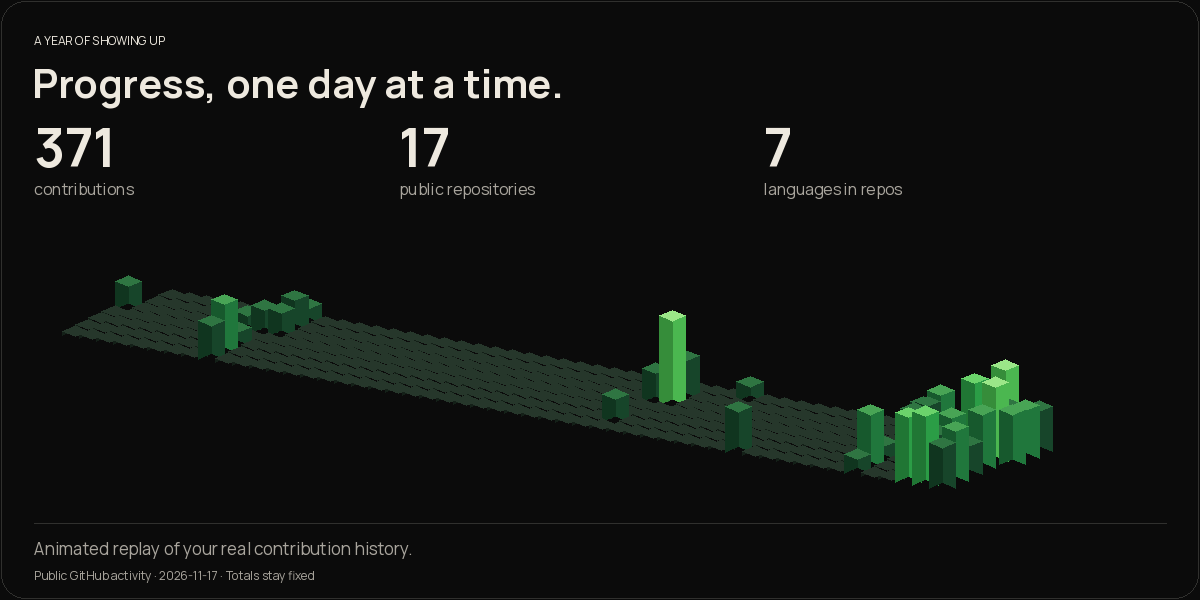 A YEAR OF SHOWING UP
Progress, one day at a time.
371 17 7
contributions public repositories languages in repos
Animated replay of your real contribution history.
Public GitHub activity · 2026-11-17 · Totals stay fixed